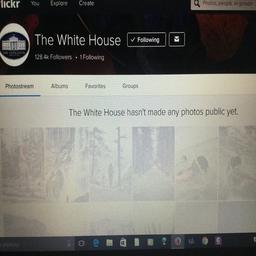 flickr You Explore Create Photos, people, or groups
The White House Following
128.4k Followers • 1 Following
Photostream Albums Favorites Groups
The White House hasn't made any photos public yet.